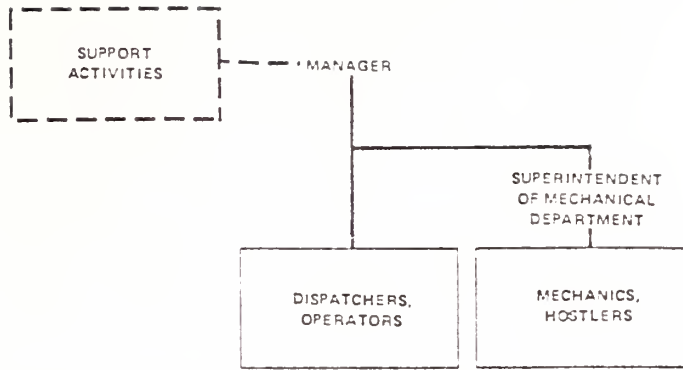 SUPPORT
ACTIVITIES
MANAGER
SUPERINTENDENT
OF MECHANICAL
DEPARTMENT
DISPATCHERS,
OPERATORS
MECHANICS,
HOSTLERS